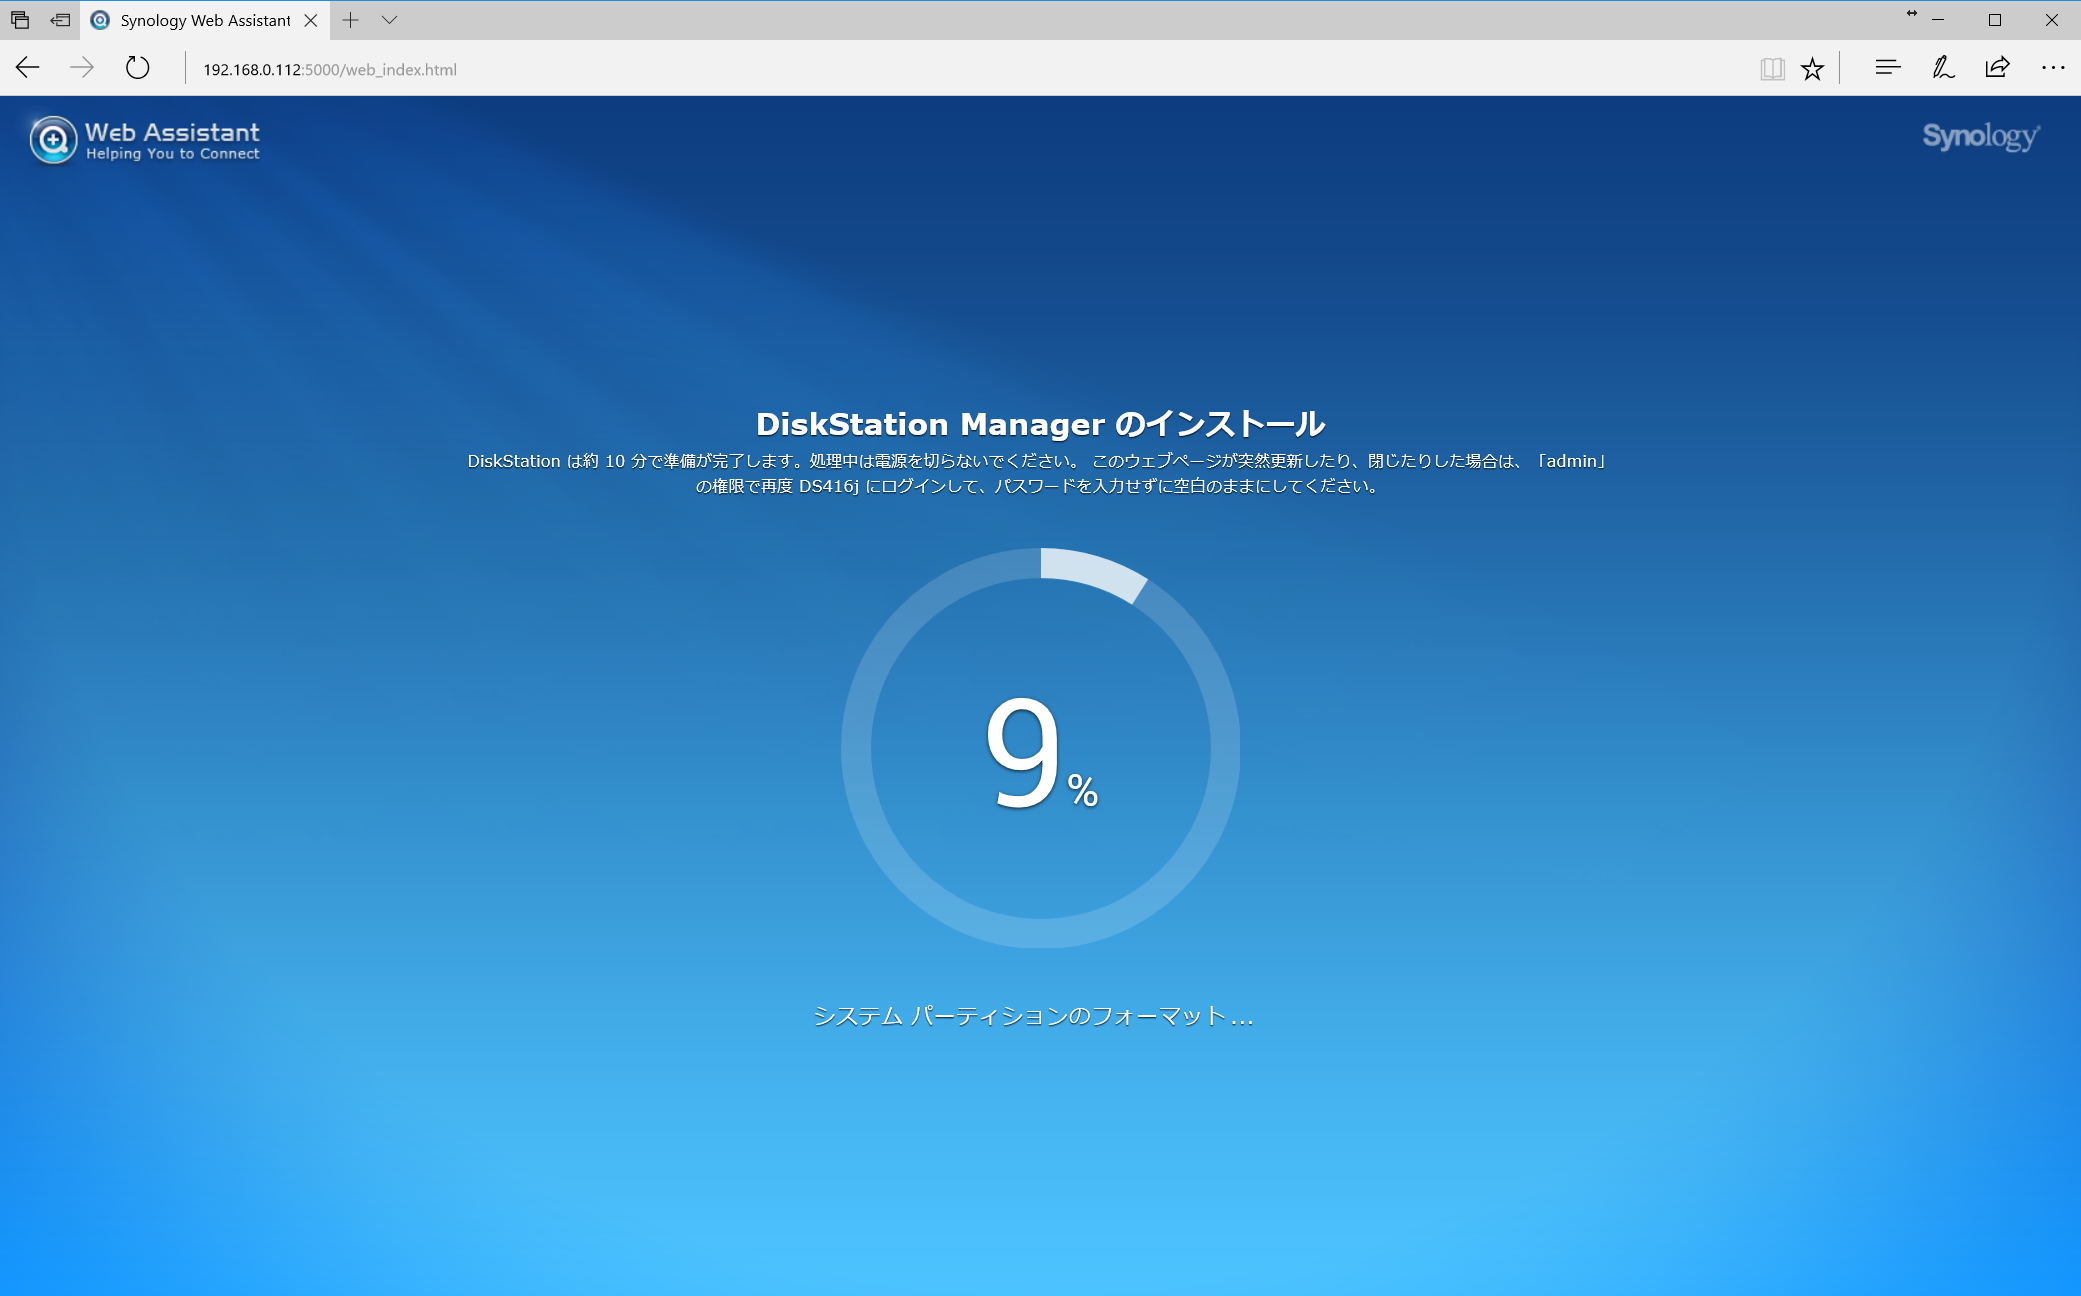 Synology Web Assistant
192.168.0.112:5000/web_index.html
Web Assistant
Helping You to Connect
Synology
DiskStation Manager のインストール
DiskStation は約 10 分で準備が完了します。処理中は電源を切らないでください。 このウェブページが突然更新したり、閉じたりした場合は、「admin」
の権限で再度 DS416j にログインして、パスワードを入力せずに空白のままにしてください。
9%
システム パーティションのフォーマット...